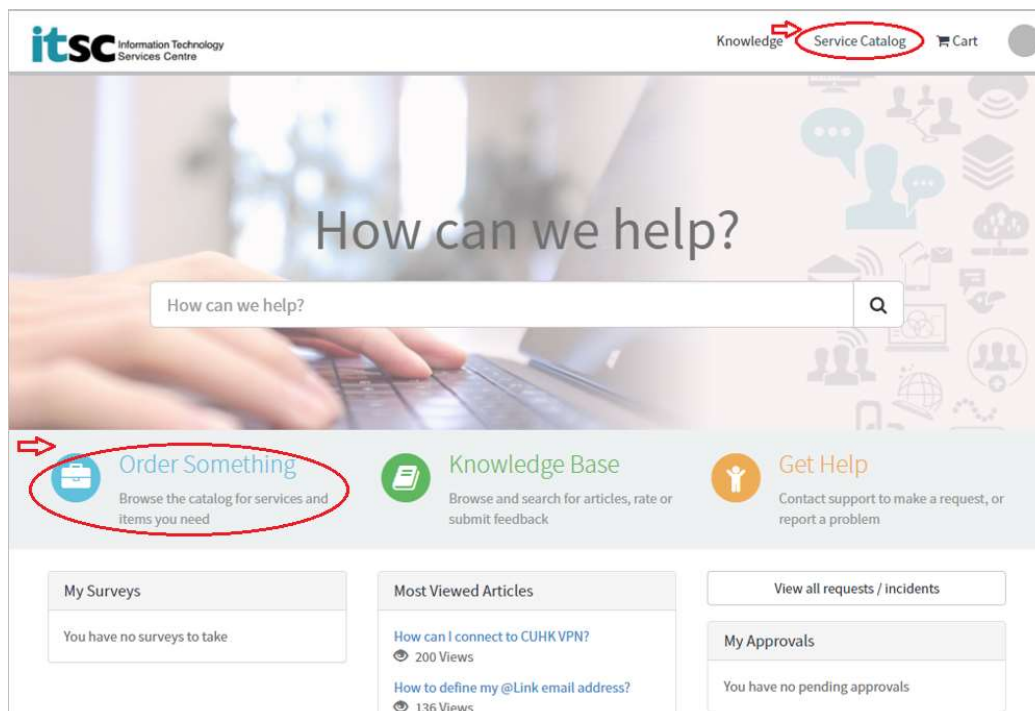 itsc Information Technology
Services Centre
Knowledge Service Catalog Cart
How can we help?
How can we help?
Order Something
Browse the catalog for services and
items you need
Knowledge Base
Browse and search for articles, rate or
submit feedback
Get Help
Contact support to make a request, or
report a problem
My Surveys
You have no surveys to take
Most Viewed Articles
How can I connect to CUHK VPN?
200 Views
How to define my @Link email address?
136 Views
View all requests / incidents
My Approvals
You have no pending approvals